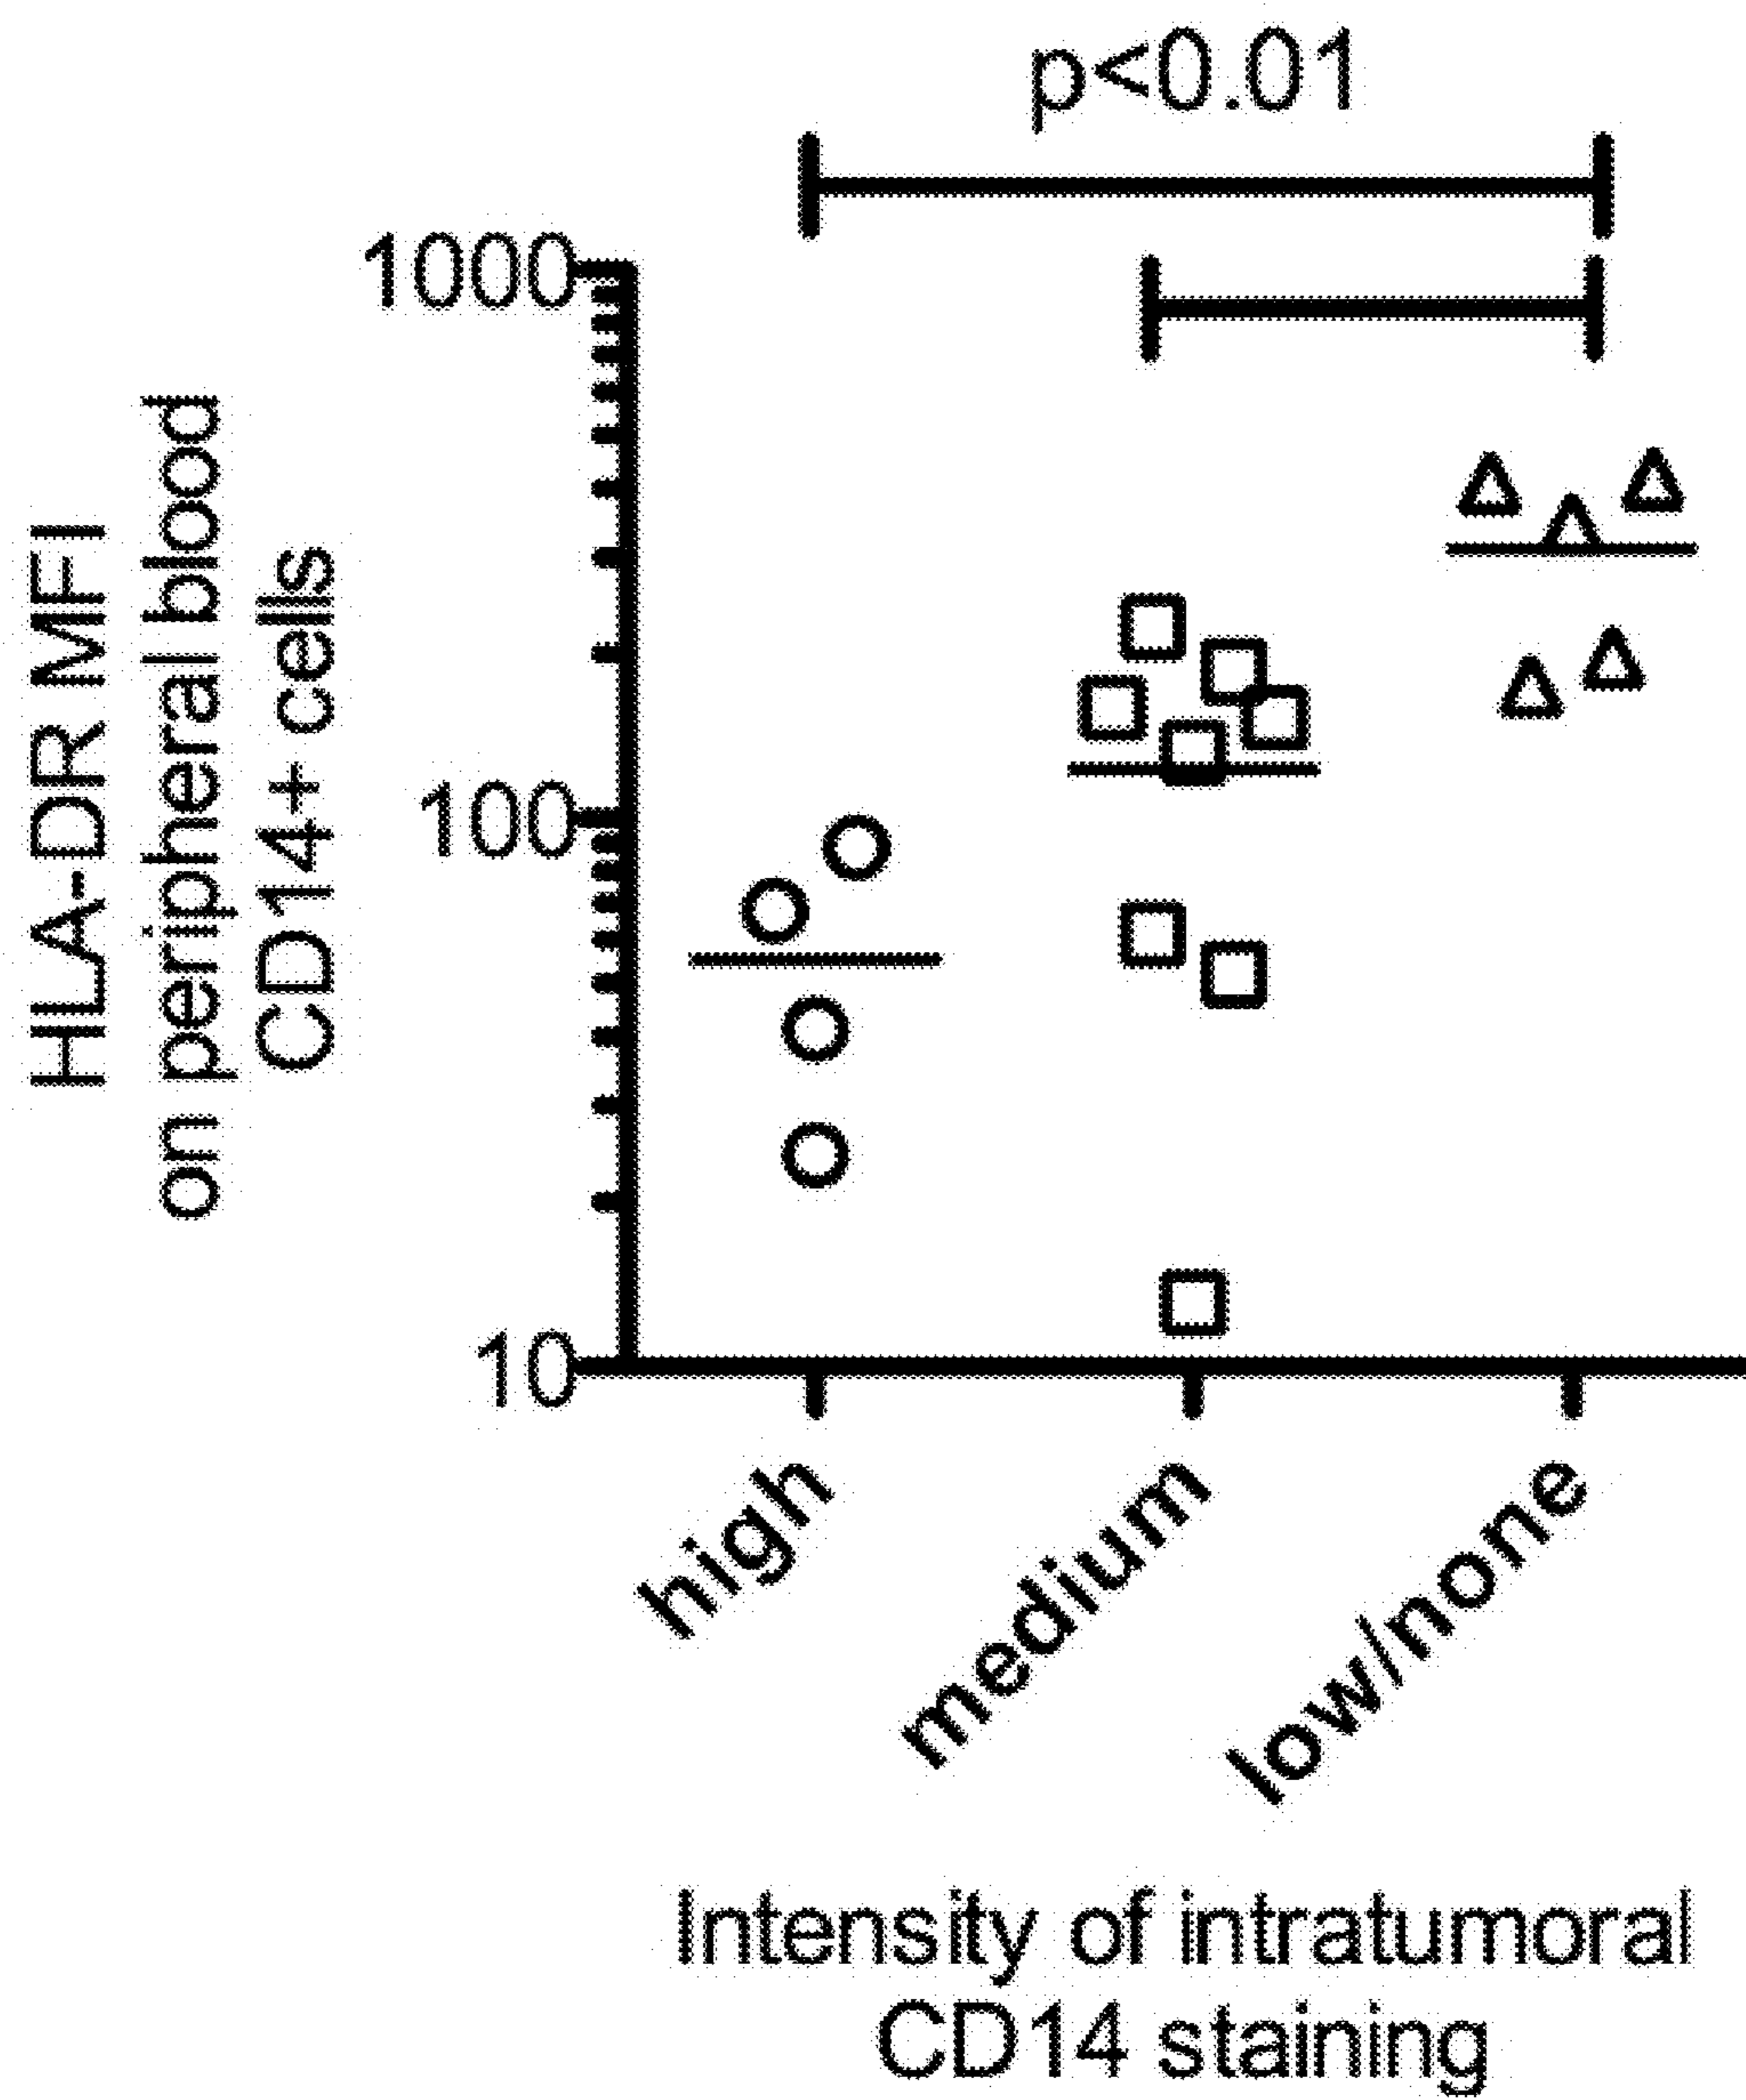 p<0.01
1000
100
10
HLA-DR MFI
on peripheral blood
CD14+ cells
high
medium
low/none
Intensity of intratumoral
CD14 staining